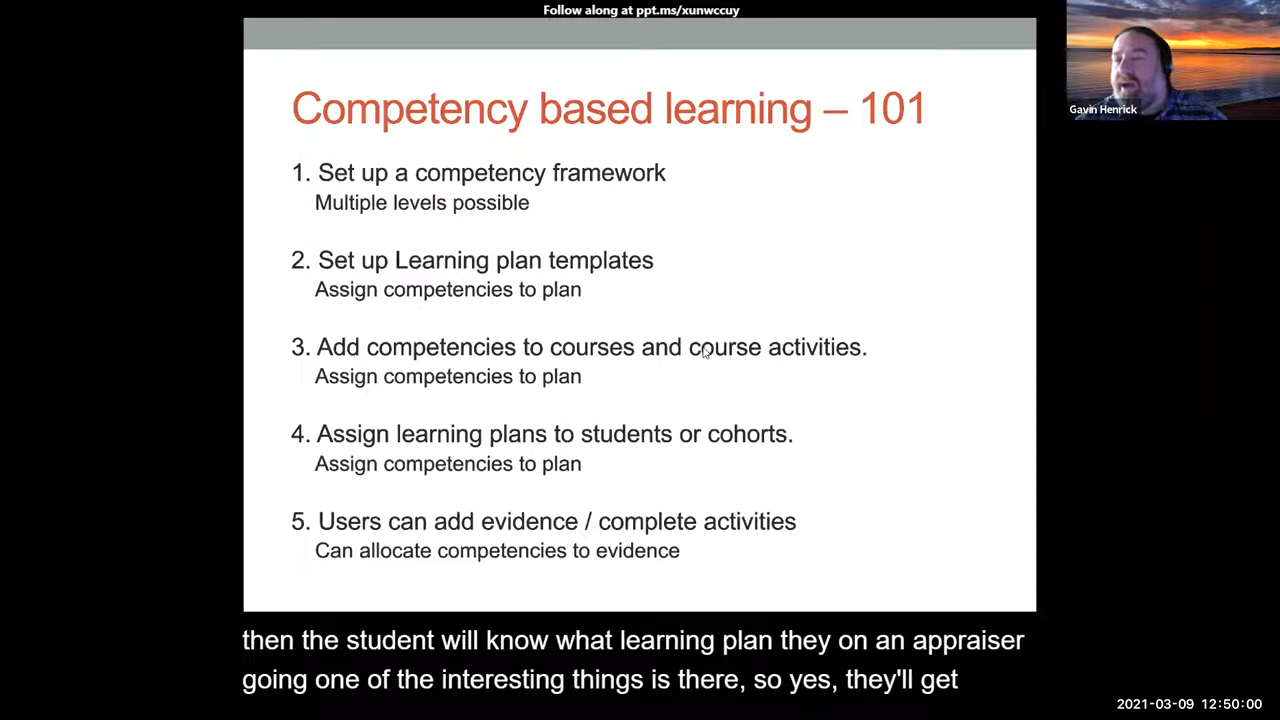 Follow along at ppt.ms/xunwccuy
Gavin Henrick
Competency based learning – 101
1. Set up a competency framework
Multiple levels possible
2. Set up Learning plan templates
Assign competencies to plan
3. Add competencies to courses and course activities.
Assign competencies to plan
4. Assign learning plans to students or cohorts.
Assign competencies to plan
5. Users can add evidence / complete activities
Can allocate competencies to evidence
then the student will know what learning plan they on an appraiser
going one of the interesting things is there, so yes, they'll get
2021-03-09 12:50:00